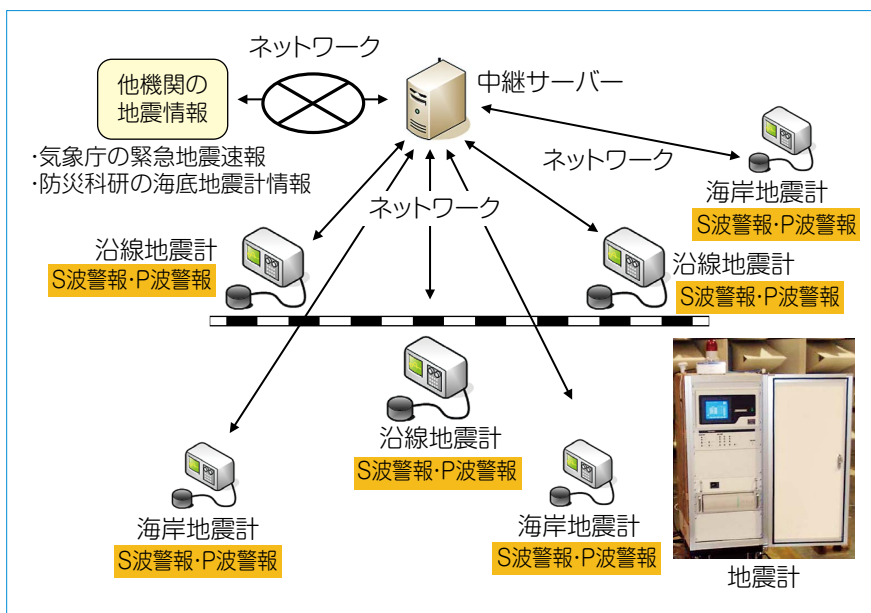 ネットワーク
他機関の
地震情報
中継サーバー
・気象庁の緊急地震速報
・防災科研の海底地震計情報
ネットワーク
海岸地震計
S波警報・P波警報
ネットワーク
沿線地震計
S波警報・P波警報
沿線地震計
S波警報・P波警報
沿線地震計
S波警報・P波警報
海岸地震計
S波警報・P波警報
海岸地震計
S波警報・P波警報
地震計